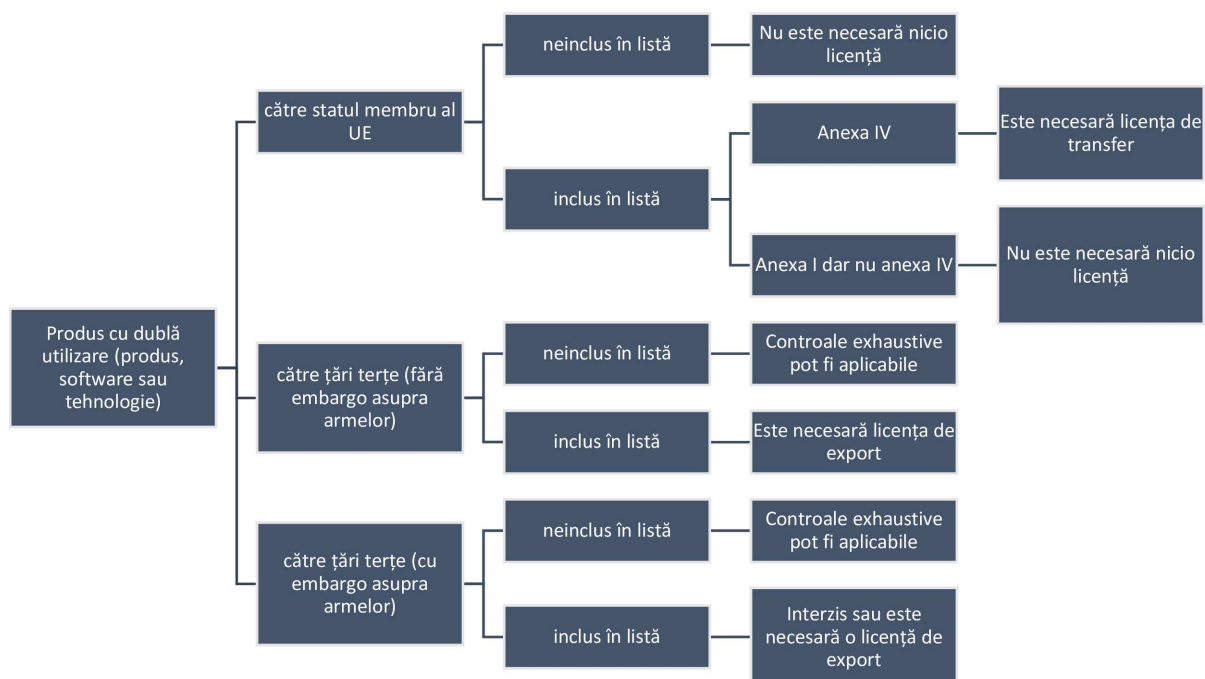 Produs cu dublă
utilizare (produs,
software sau
tehnologie)
către statul membru al
UE
neinclus în listă
Nu este necesară nicio
licență
inclus în listă
Anexa IV
Este necesară licența de
transfer
Anexa I dar nu anexa IV
Nu este necesară nicio
licență
către țări terțe (fără
embargo asupra
armelor)
neinclus în listă
Controale exhaustive
pot fi aplicabile
inclus în listă
Este necesară licența de
export
către țări terțe (cu
embargo asupra
armelor)
neinclus în listă
Controale exhaustive
pot fi aplicabile
inclus în listă
Interzis sau este
necesară o licență de
export